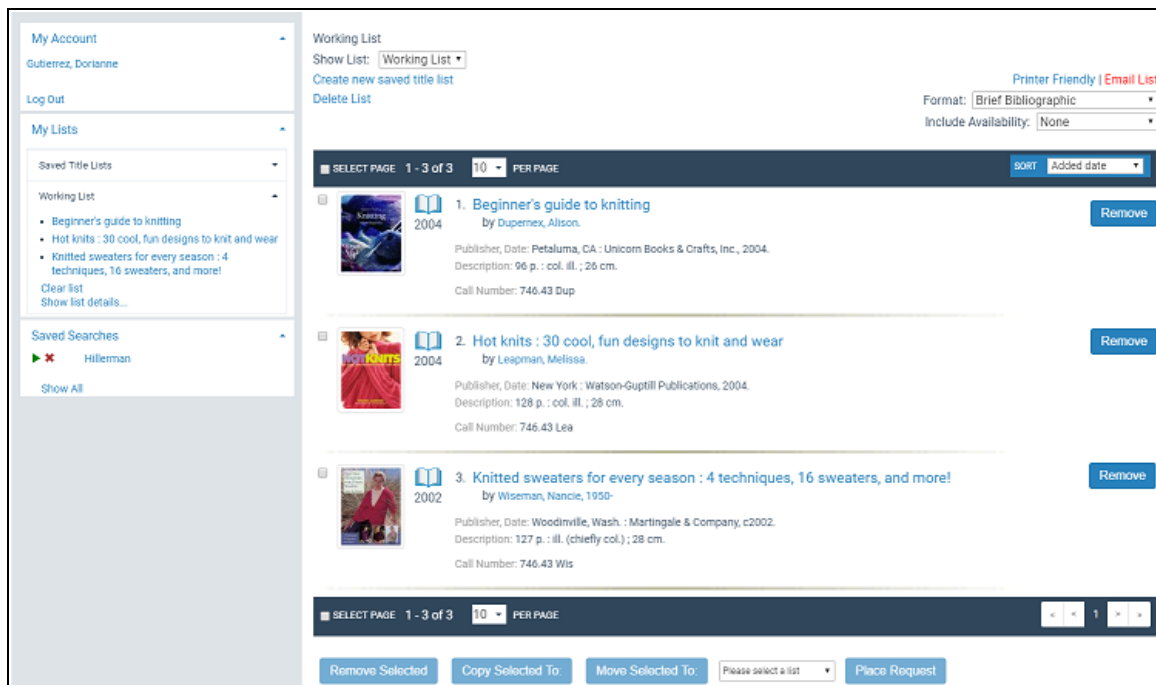 My Account
Gutierrez, Dorianne
Log Out
My Lists
Saved Title Lists
Working List
Beginner's guide to knitting
Hot knits : 30 cool, fun designs to knit and wear
Knitted sweaters for every season : 4
techniques, 16 sweaters, and more!
Clear list
Show list details...
Saved Searches
Hillerman
Show All
Working List
Show List: Working List
Create new saved title list
Delete List
Printer Friendly | Email List
Format: Brief Bibliographic
Include Availability: None
SELECT PAGE 1 - 3 of 3 10 PER PAGE SORT Added date
Knitting
2004
1. Beginner's guide to knitting
by Dupernex, Alison.
Publisher, Date: Petaluma, CA : Unicorn Books & Crafts, Inc., 2004.
Description: 96 p. : col. ill. ; 26 cm.
Call Number: 746.43 Dup
Remove
HOT KNITS
2004
2. Hot knits : 30 cool, fun designs to knit and wear
by Leapman, Melissa.
Publisher, Date: New York : Watson-Guptill Publications, 2004.
Description: 128 p. : col. ill. ; 28 cm.
Call Number: 746.43 Lea
Remove
2002
3. Knitted sweaters for every season : 4 techniques, 16 sweaters, and more!
by Wiseman, Nancie, 1950-
Publisher, Date: Woodinville, Wash. : Martingale & Company, c2002.
Description: 127 p. : ill. (chiefly col.) ; 28 cm.
Call Number: 746.43 Wis
Remove
SELECT PAGE 1 - 3 of 3 10 PER PAGE « < 1 > »
Remove Selected Copy Selected To: Move Selected To: Please select a list Place Request